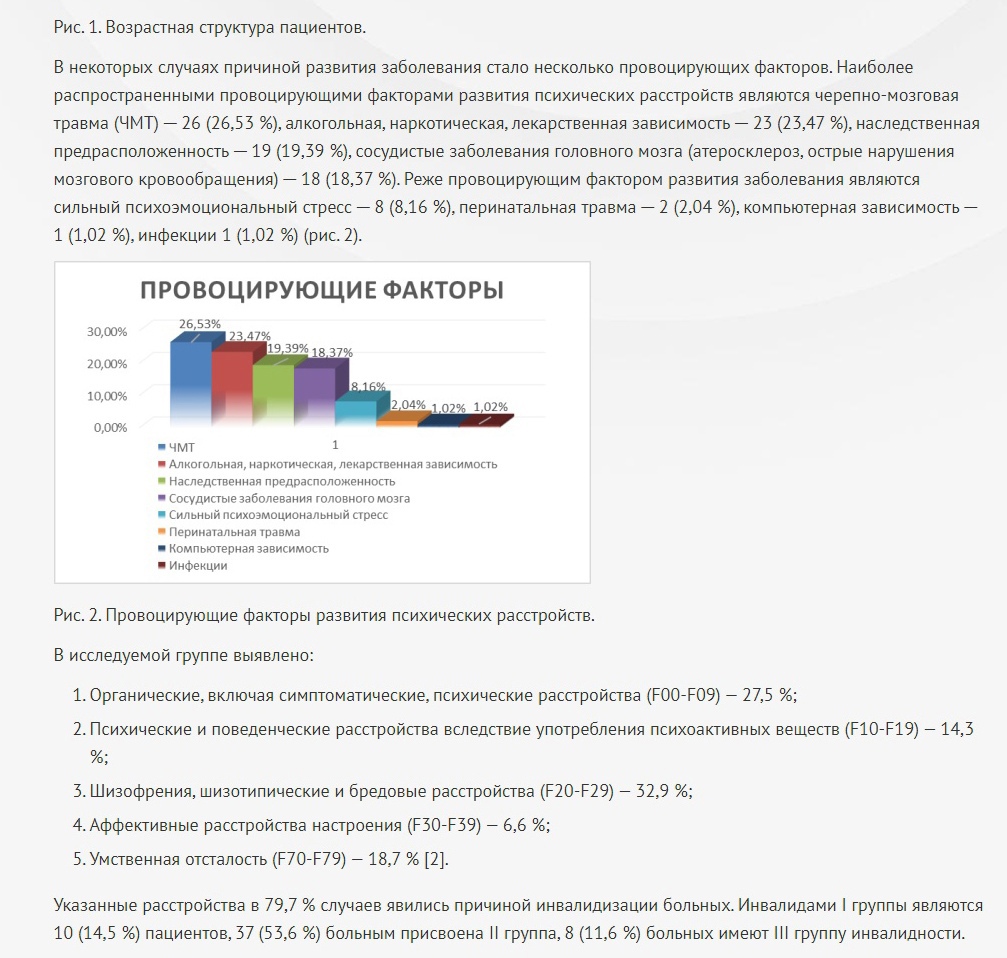 Рис. 1. Возрастная структура пациентов.
В некоторых случаях причиной развития заболевания стало несколько провоцирующих факторов. Наиболее
распространенными провоцирующими факторами развития психических расстройств являются черепно-мозговая
травма (ЧМТ) — 26 (26,53 %), алкогольная, наркотическая, лекарственная зависимость — 23 (23,47 %), наследственная
предрасположенность — 19 (19,39 %), сосудистые заболевания головного мозга (атеросклероз, острые нарушения
мозгового кровообращения) — 18 (18,37 %). Реже провоцирующим фактором развития заболевания являются
сильный психоэмоциональный стресс — 8 (8,16 %), перинатальная травма — 2 (2,04 %), компьютерная зависимость —
1 (1,02 %), инфекции 1 (1,02 %) (рис. 2).
ПРОВОЦИРУЮЩИЕ ФАКТОРЫ
26,53%
23,47%
19,39%
18,37%
8,16%
2,04%
1,02%
1,02%
30,00%
20,00%
10,00%
0,00%
1
ЧМТ
Алкогольная, наркотическая, лекарственная зависимость
Наследственная предрасположенность
Сосудистые заболевания головного мозга
Сильный психоэмоциональный стресс
Перинатальная травма
Компьютерная зависимость
Инфекции
Рис. 2. Провоцирующие факторы развития психических расстройств.
В исследуемой группе выявлено:
1. Органические, включая симптоматические, психические расстройства (F00-F09) — 27,5 %;
2. Психические и поведенческие расстройства вследствие употребления психоактивных веществ (F10-F19) — 14,3
%;
3. Шизофрения, шизотипические и бредовые расстройства (F20-F29) — 32,9 %;
4. Аффективные расстройства настроения (F30-F39) — 6,6 %;
5. Умственная отсталость (F70-F79) — 18,7 % [2].
Указанные расстройства в 79,7 % случаев явились причиной инвалидизации больных. Инвалидами I группы являются
10 (14,5 %) пациентов, 37 (53,6 %) больным присвоена II группа, 8 (11,6 %) больных имеют III группу инвалидности.